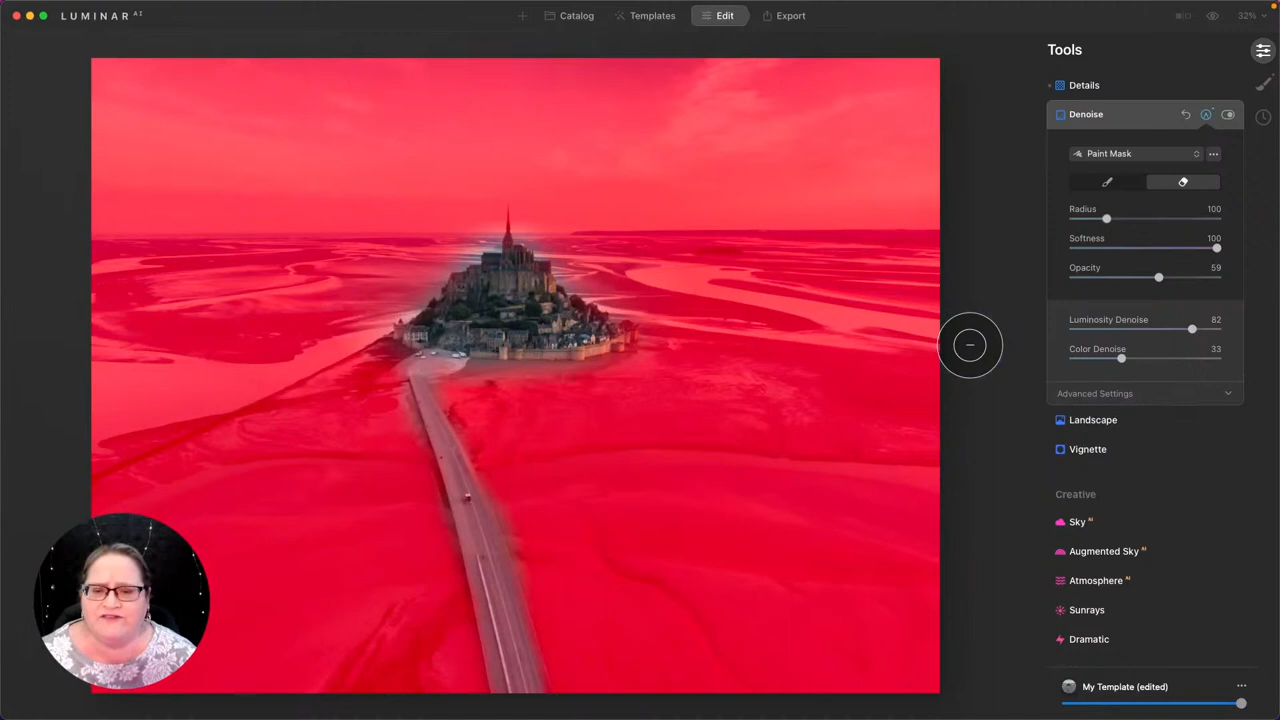 LUMINAR AI
Catalog
Templates
Edit
Export
32%
Tools
Details
Denoise
Paint Mask
Radius 100
Softness 100
Opacity 59
Luminosity Denoise 82
Color Denoise 33
Advanced Settings
Landscape
Vignette
Creative
Sky AI
Augmented Sky AI
Atmosphere AI
Sunrays
Dramatic
My Template (edited)